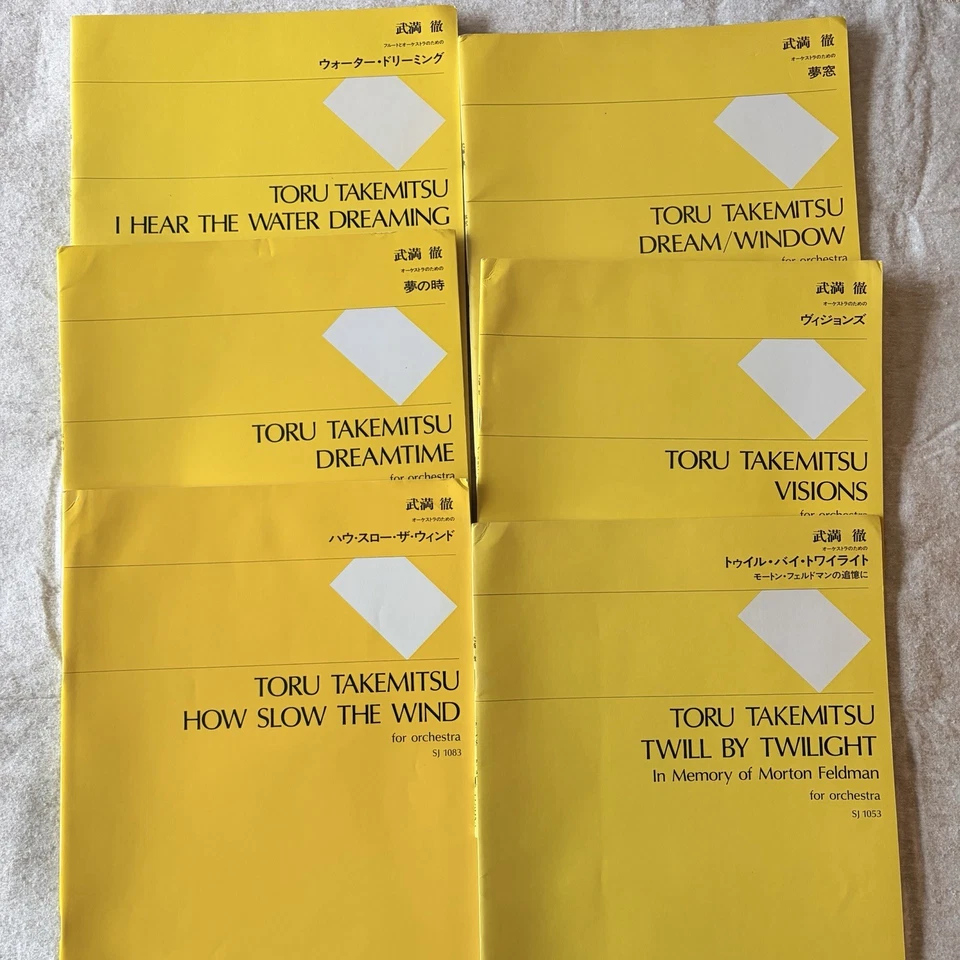 武満 徹
フルートとオーケストラのための
ウォーター・ドリーミング
TORU TAKEMITSU
I HEAR THE WATER DREAMING
武満 徹
オーケストラのための
夢窓
TORU TAKEMITSU
DREAM/WINDOW
for orchestra
武満 徹
オーケストラのための
夢の時
TORU TAKEMITSU
DREAMTIME
for orchestra
武満 徹
オーケストラのための
ヴィジョンズ
TORU TAKEMITSU
VISIONS
for orchestra
武満 徹
オーケストラのための
ハウ・スロー・ザ・ウィンド
TORU TAKEMITSU
HOW SLOW THE WIND
for orchestra
SJ 1083
武満 徹
オーケストラのための
トゥイル・バイ・トワイライト
モートン・フェルドマンの追憶に
TORU TAKEMITSU
TWILL BY TWILIGHT
In Memory of Morton Feldman
for orchestra
SJ 1053